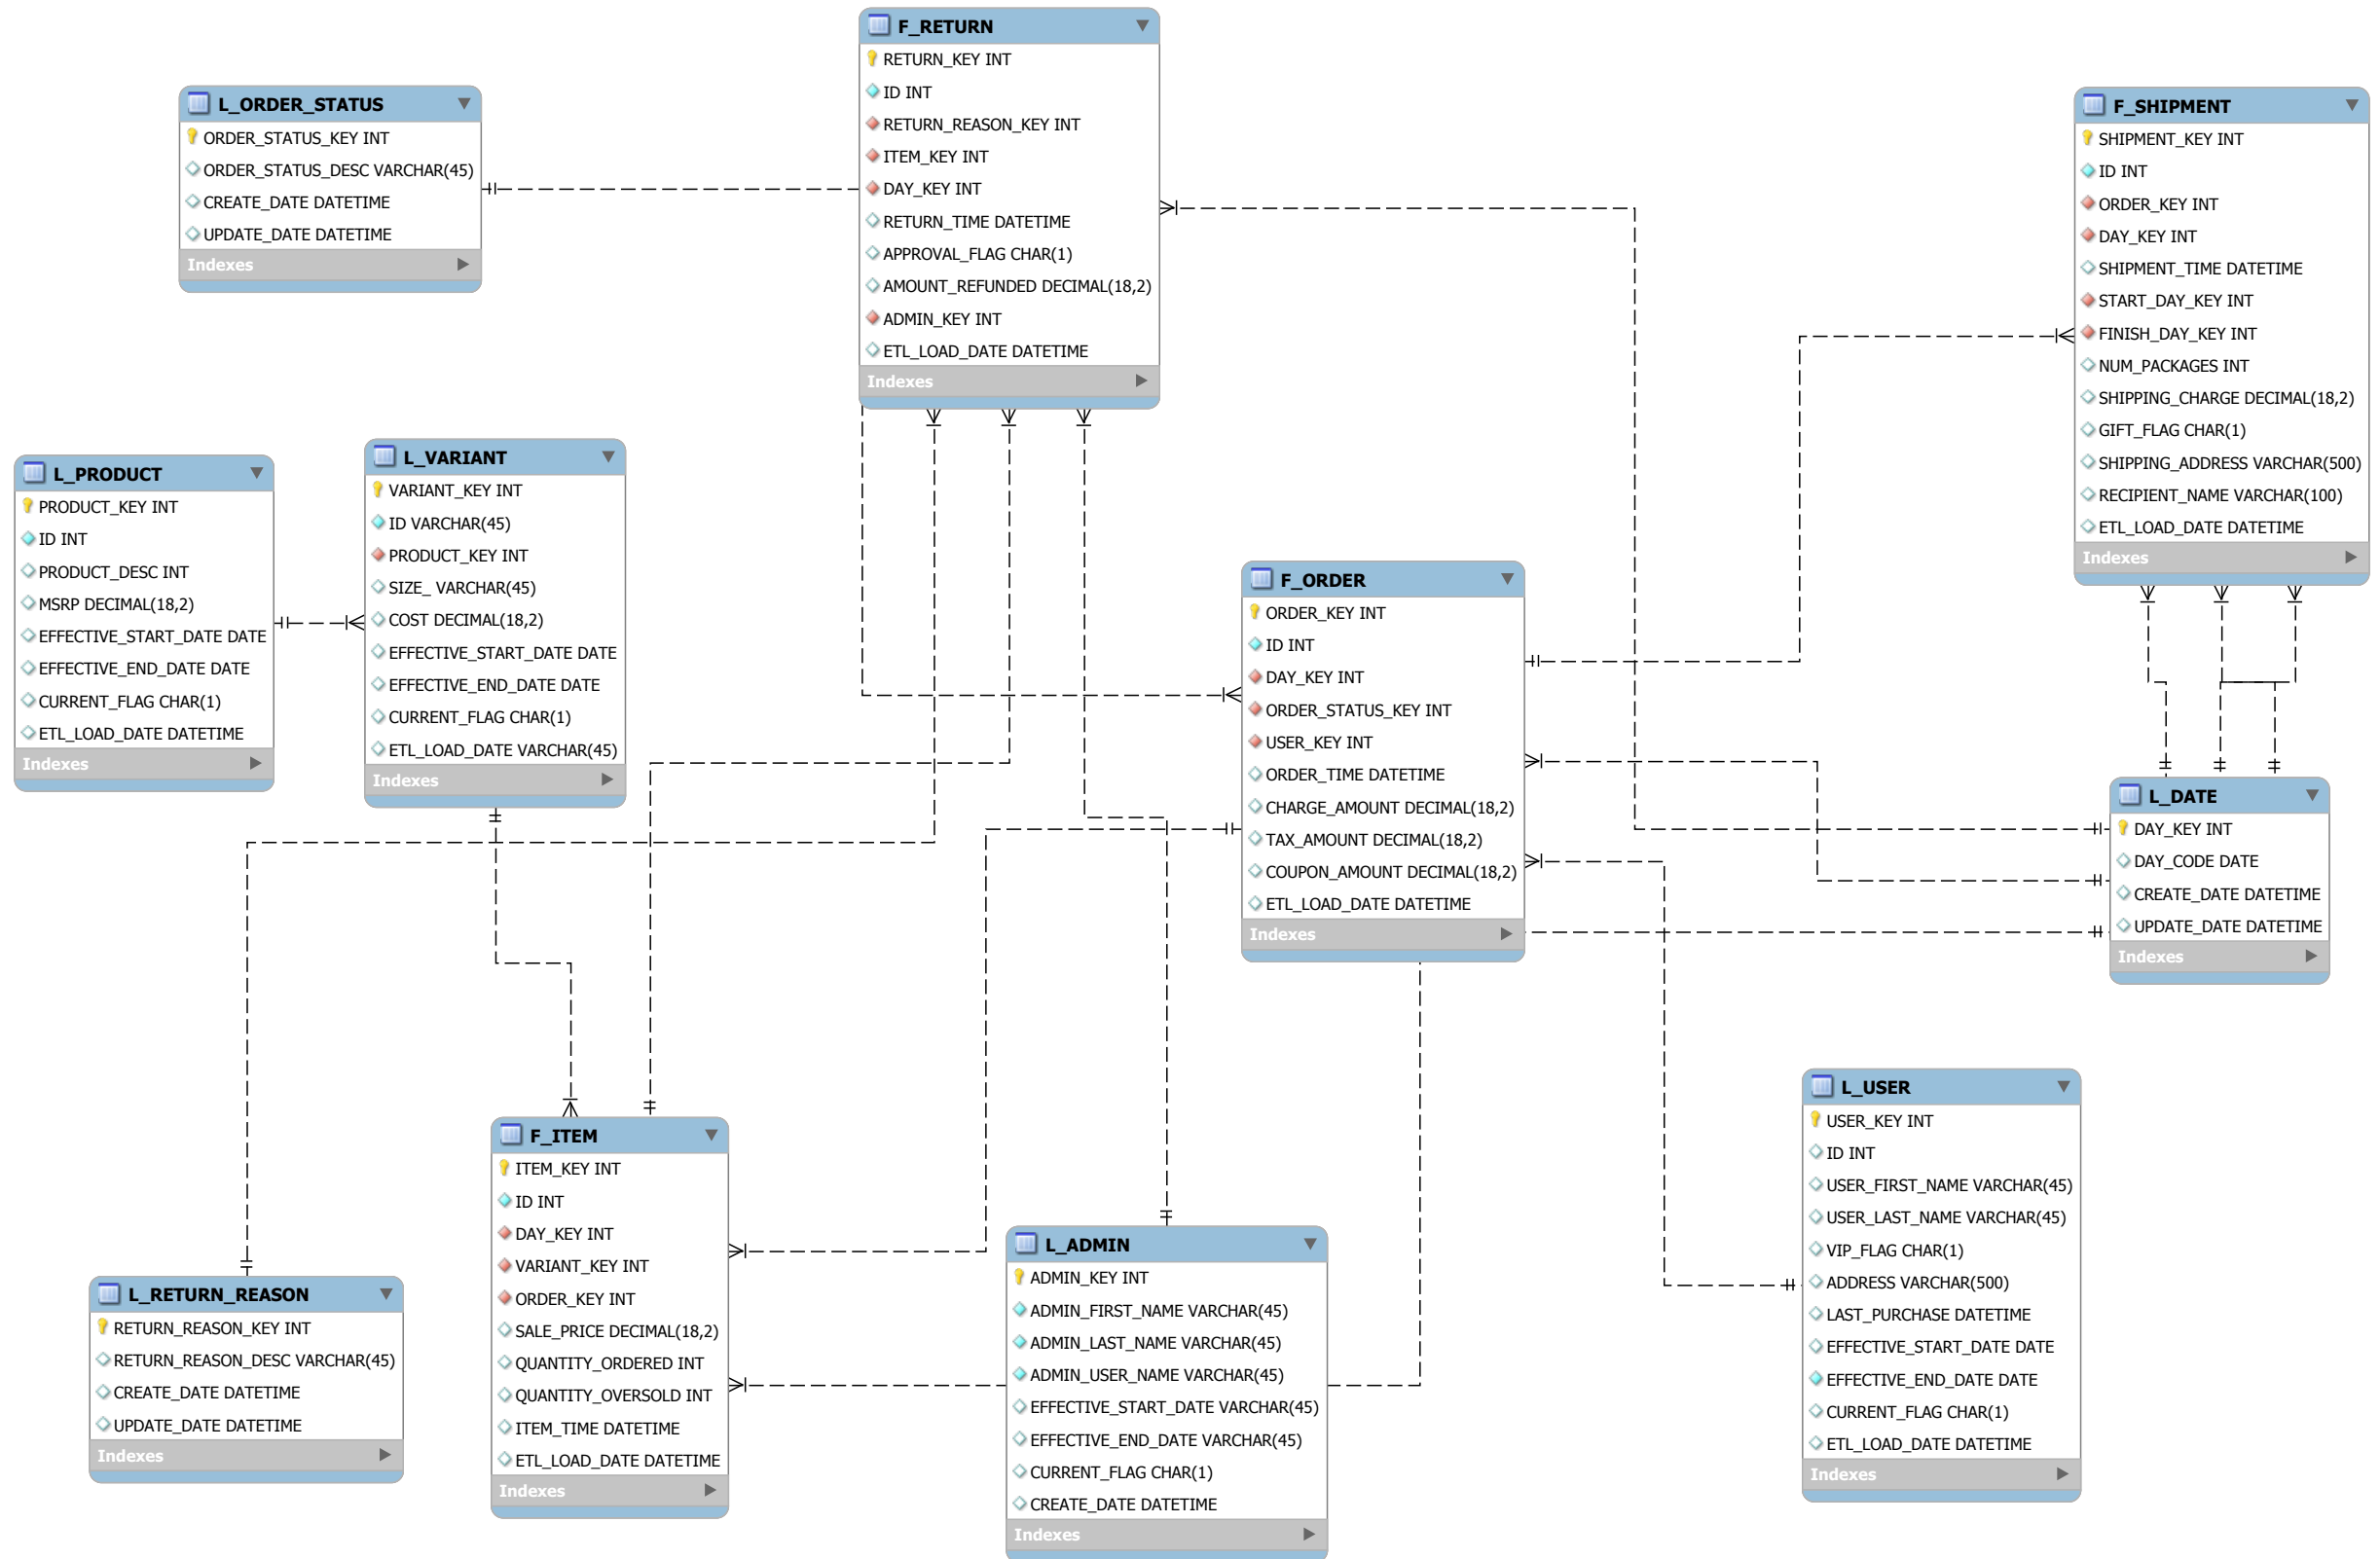 F_RETURN
RETURN_KEY INT
ID INT
RETURN_REASON_KEY INT
ITEM_KEY INT
DAY_KEY INT
RETURN_TIME DATETIME
APPROVAL_FLAG CHAR(1)
AMOUNT_REFUNDED DECIMAL(18,2)
ADMIN_KEY INT
ETL_LOAD_DATE DATETIME
Indexes
L_ORDER_STATUS
ORDER_STATUS_KEY INT
ORDER_STATUS_DESC VARCHAR(45)
CREATE_DATE DATETIME
UPDATE_DATE DATETIME
Indexes
F_SHIPMENT
SHIPMENT_KEY INT
ID INT
ORDER_KEY INT
DAY_KEY INT
SHIPMENT_TIME DATETIME
START_DAY_KEY INT
FINISH_DAY_KEY INT
NUM_PACKAGES INT
SHIPPING_CHARGE DECIMAL(18,2)
GIFT_FLAG CHAR(1)
SHIPPING_ADDRESS VARCHAR(500)
RECIPIENT_NAME VARCHAR(100)
ETL_LOAD_DATE DATETIME
Indexes
L_PRODUCT
PRODUCT_KEY INT
ID INT
PRODUCT_DESC INT
MSRP DECIMAL(18,2)
EFFECTIVE_START_DATE DATE
EFFECTIVE_END_DATE DATE
CURRENT_FLAG CHAR(1)
ETL_LOAD_DATE DATETIME
Indexes
L_VARIANT
VARIANT_KEY INT
ID VARCHAR(45)
PRODUCT_KEY INT
SIZE_ VARCHAR(45)
COST DECIMAL(18,2)
EFFECTIVE_START_DATE DATE
EFFECTIVE_END_DATE DATE
CURRENT_FLAG CHAR(1)
ETL_LOAD_DATE VARCHAR(45)
Indexes
F_ORDER
ORDER_KEY INT
ID INT
DAY_KEY INT
ORDER_STATUS_KEY INT
USER_KEY INT
ORDER_TIME DATETIME
CHARGE_AMOUNT DECIMAL(18,2)
TAX_AMOUNT DECIMAL(18,2)
COUPON_AMOUNT DECIMAL(18,2)
ETL_LOAD_DATE DATETIME
Indexes
L_DATE
DAY_KEY INT
DAY_CODE DATE
CREATE_DATE DATETIME
UPDATE_DATE DATETIME
Indexes
L_RETURN_REASON
RETURN_REASON_KEY INT
RETURN_REASON_DESC VARCHAR(45)
CREATE_DATE DATETIME
UPDATE_DATE DATETIME
Indexes
F_ITEM
ITEM_KEY INT
ID INT
DAY_KEY INT
VARIANT_KEY INT
ORDER_KEY INT
SALE_PRICE DECIMAL(18,2)
QUANTITY_ORDERED INT
QUANTITY_OVERSOLD INT
ITEM_TIME DATETIME
ETL_LOAD_DATE DATETIME
Indexes
L_ADMIN
ADMIN_KEY INT
ADMIN_FIRST_NAME VARCHAR(45)
ADMIN_LAST_NAME VARCHAR(45)
ADMIN_USER_NAME VARCHAR(45)
EFFECTIVE_START_DATE VARCHAR(45)
EFFECTIVE_END_DATE VARCHAR(45)
CURRENT_FLAG CHAR(1)
CREATE_DATE DATETIME
Indexes
L_USER
USER_KEY INT
ID INT
USER_FIRST_NAME VARCHAR(45)
USER_LAST_NAME VARCHAR(45)
VIP_FLAG CHAR(1)
ADDRESS VARCHAR(500)
LAST_PURCHASE DATETIME
EFFECTIVE_START_DATE DATE
EFFECTIVE_END_DATE DATE
CURRENT_FLAG CHAR(1)
ETL_LOAD_DATE DATETIME
Indexes